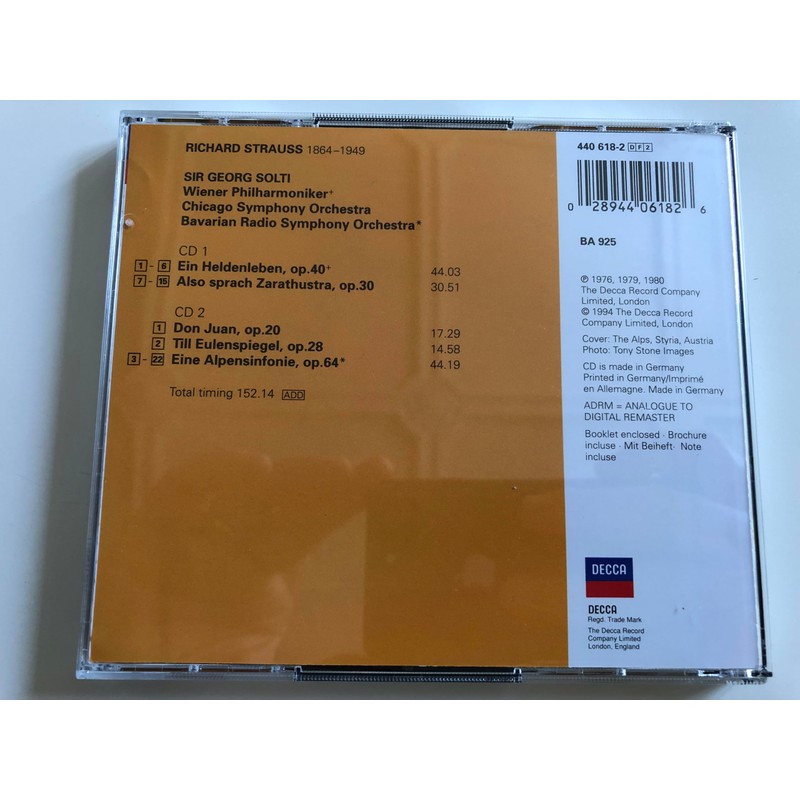 RICHARD STRAUSS 1864–1949
SIR GEORG SOLTI
Wiener Philharmoniker+
Chicago Symphony Orchestra
Bavarian Radio Symphony Orchestra*
CD 1
1 - 6 Ein Heldenleben, op.40+ 44.03
7 - 15 Also sprach Zarathustra, op.30 30.51
CD 2
1 Don Juan, op.20 17.29
2 Till Eulenspiegel, op.28 14.58
3 - 22 Eine Alpensinfonie, op.64* 44.19
Total timing 152.14 ADD
440 618-2 DF2
0 28944 06182 6
BA 925
℗ 1976, 1979, 1980
The Decca Record Company
Limited, London
© 1994 The Decca Record
Company Limited, London
Cover: The Alps, Styria, Austria
Photo: Tony Stone Images
CD is made in Germany
Printed in Germany/Imprimé
en Allemagne. Made in Germany
ADRM = ANALOGUE TO
DIGITAL REMASTER
Booklet enclosed · Brochure
incluse · Mit Beiheft· Note
incluse
DECCA
DECCA
Regd. Trade Mark
The Decca Record
Company Limited
London, England